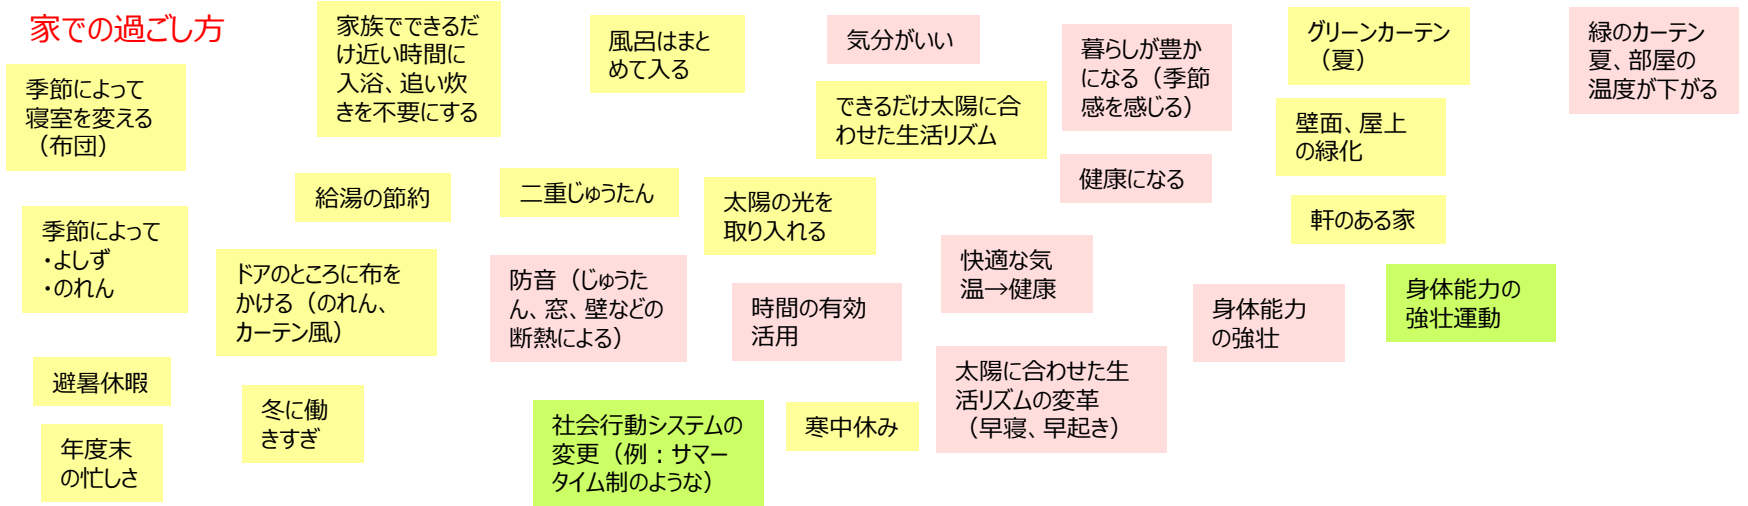 家での過ごし方
季節によって
寝室を変える
（布団）
季節によって
・よしず
・のれん
避暑休暇
年度末
の忙しさ
家族でできるだ
け近い時間に
入浴、追い炊
きを不要にする
給湯の節約
ドアのところに布を
かける（のれん、
カーテン風）
冬に働
きすぎ
風呂はまと
めて入る
二重じゅうたん
防音（じゅうた
ん、窓、壁などの
断熱による）
社会行動システムの
変更（例：サマー
タイム制のような）
気分がいい
できるだけ太陽に合
わせた生活リズム
太陽の光を
取り入れる
時間の有効
活用
寒中休み
暮らしが豊か
になる（季節
感を感じる）
健康になる
快適な気
温→健康
太陽に合わせた生
活リズムの変革
（早寝、早起き）
グリーンカーテン
（夏）
壁面、屋上
の緑化
軒のある家
身体能力
の強壮
身体能力の
強壮運動
緑のカーテン
夏、部屋の
温度が下がる